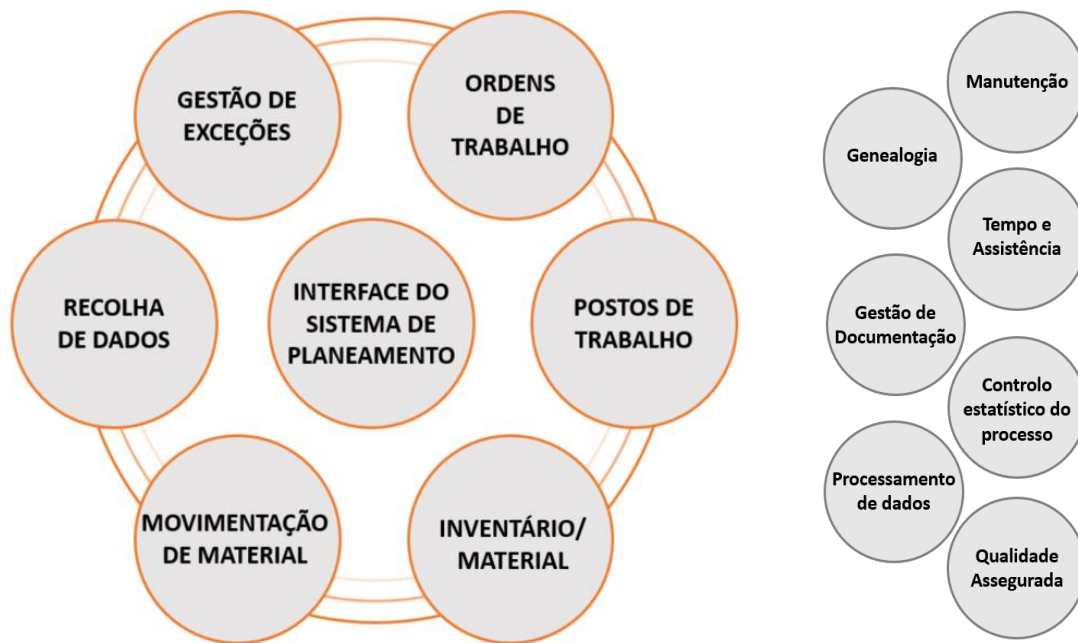 GESTÃO DE
EXCEÇÕES
ORDENS
DE
TRABALHO
RECOLHA
DE DADOS
INTERFACE DO
SISTEMA DE
PLANEAMENTO
POSTOS DE
TRABALHO
MOVIMENTAÇÃO
DE MATERIAL
INVENTÁRIO/
MATERIAL
Manutenção
Genealogia
Tempo e
Assistência
Gestão de
Documentação
Controlo
estatístico do
processo
Processamento
de dados
Qualidade
Assegurada